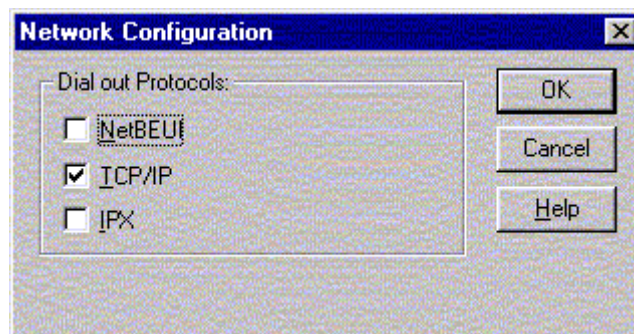 Network Configuration
Dial out Protocols:
NetBEUI
TCP/IP
IPX
OK
Cancel
Help